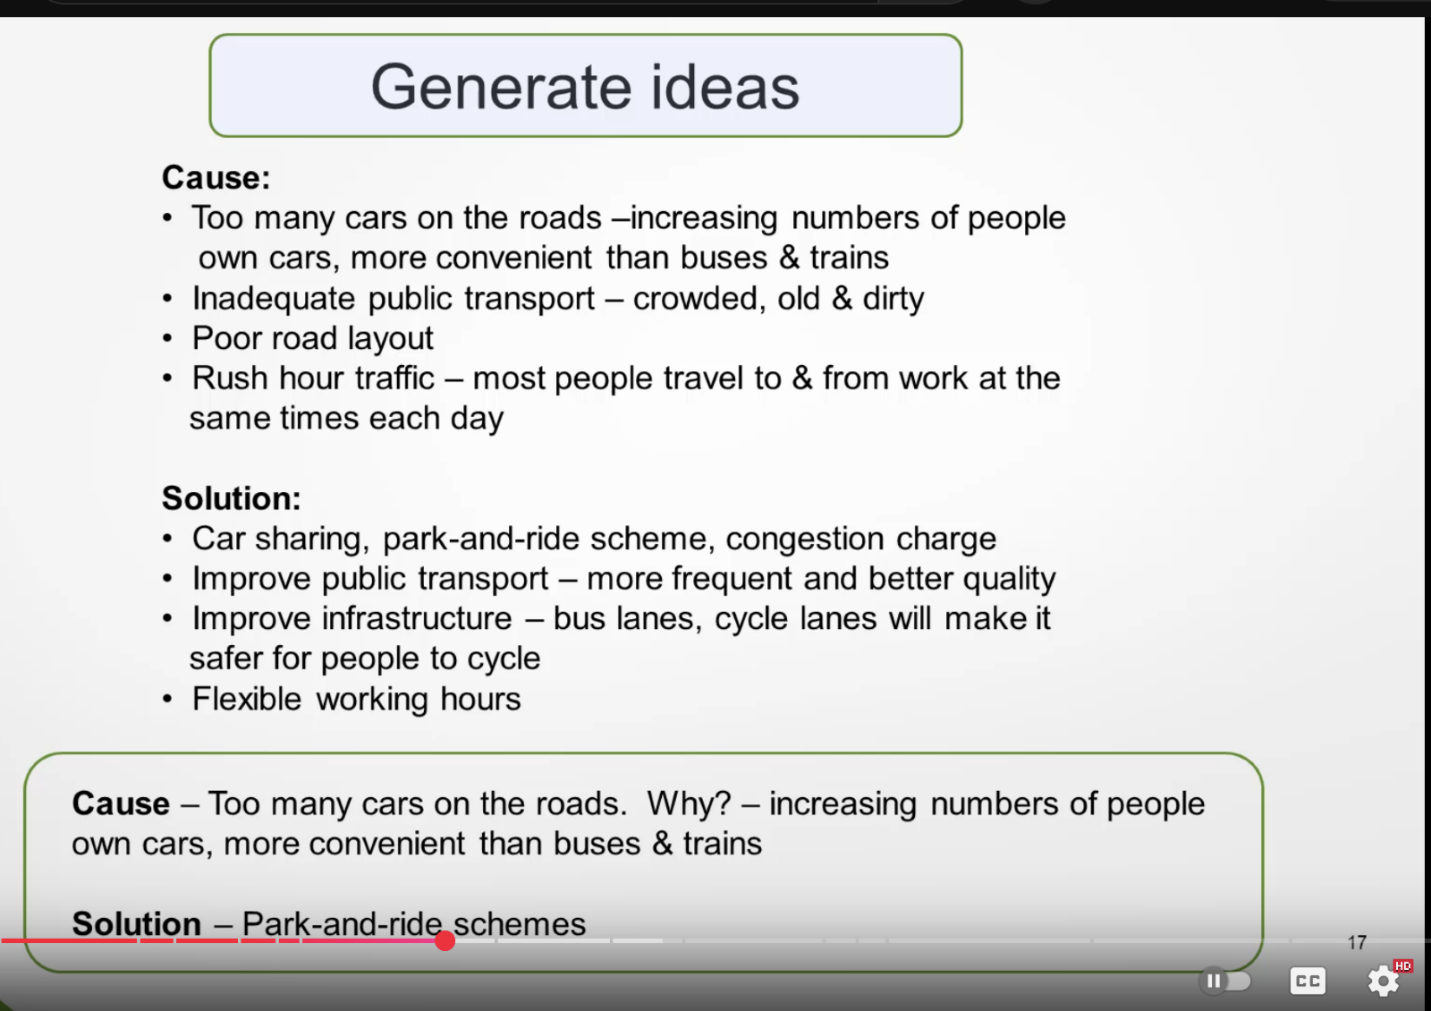 Generate ideas
Cause:
• Too many cars on the roads –increasing numbers of people
own cars, more convenient than buses & trains
• Inadequate public transport – crowded, old & dirty
• Poor road layout
• Rush hour traffic – most people travel to & from work at the
same times each day
Solution:
• Car sharing, park-and-ride scheme, congestion charge
• Improve public transport – more frequent and better quality
• Improve infrastructure – bus lanes, cycle lanes will make it
safer for people to cycle
• Flexible working hours
Cause – Too many cars on the roads. Why? – increasing numbers of people
own cars, more convenient than buses & trains
Solution – Park-and-ride schemes
17
CC
HD